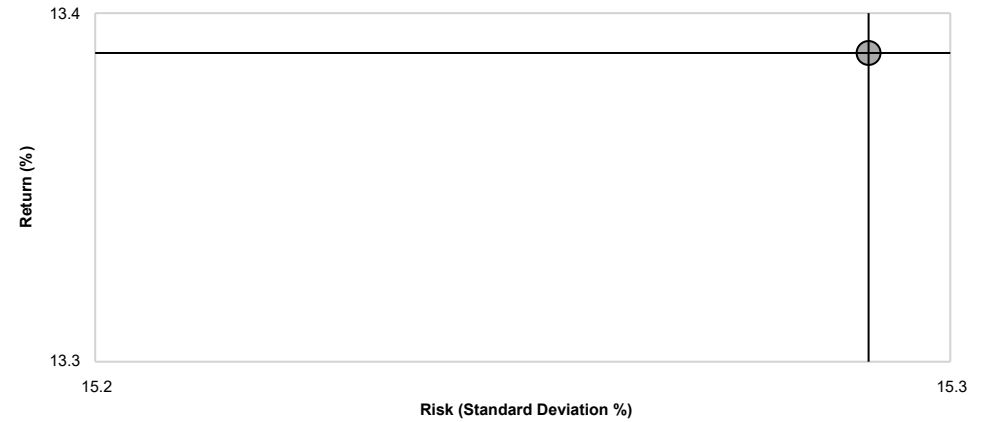 13.4
Return (%)
13.3
15.2
15.3
Risk (Standard Deviation %)